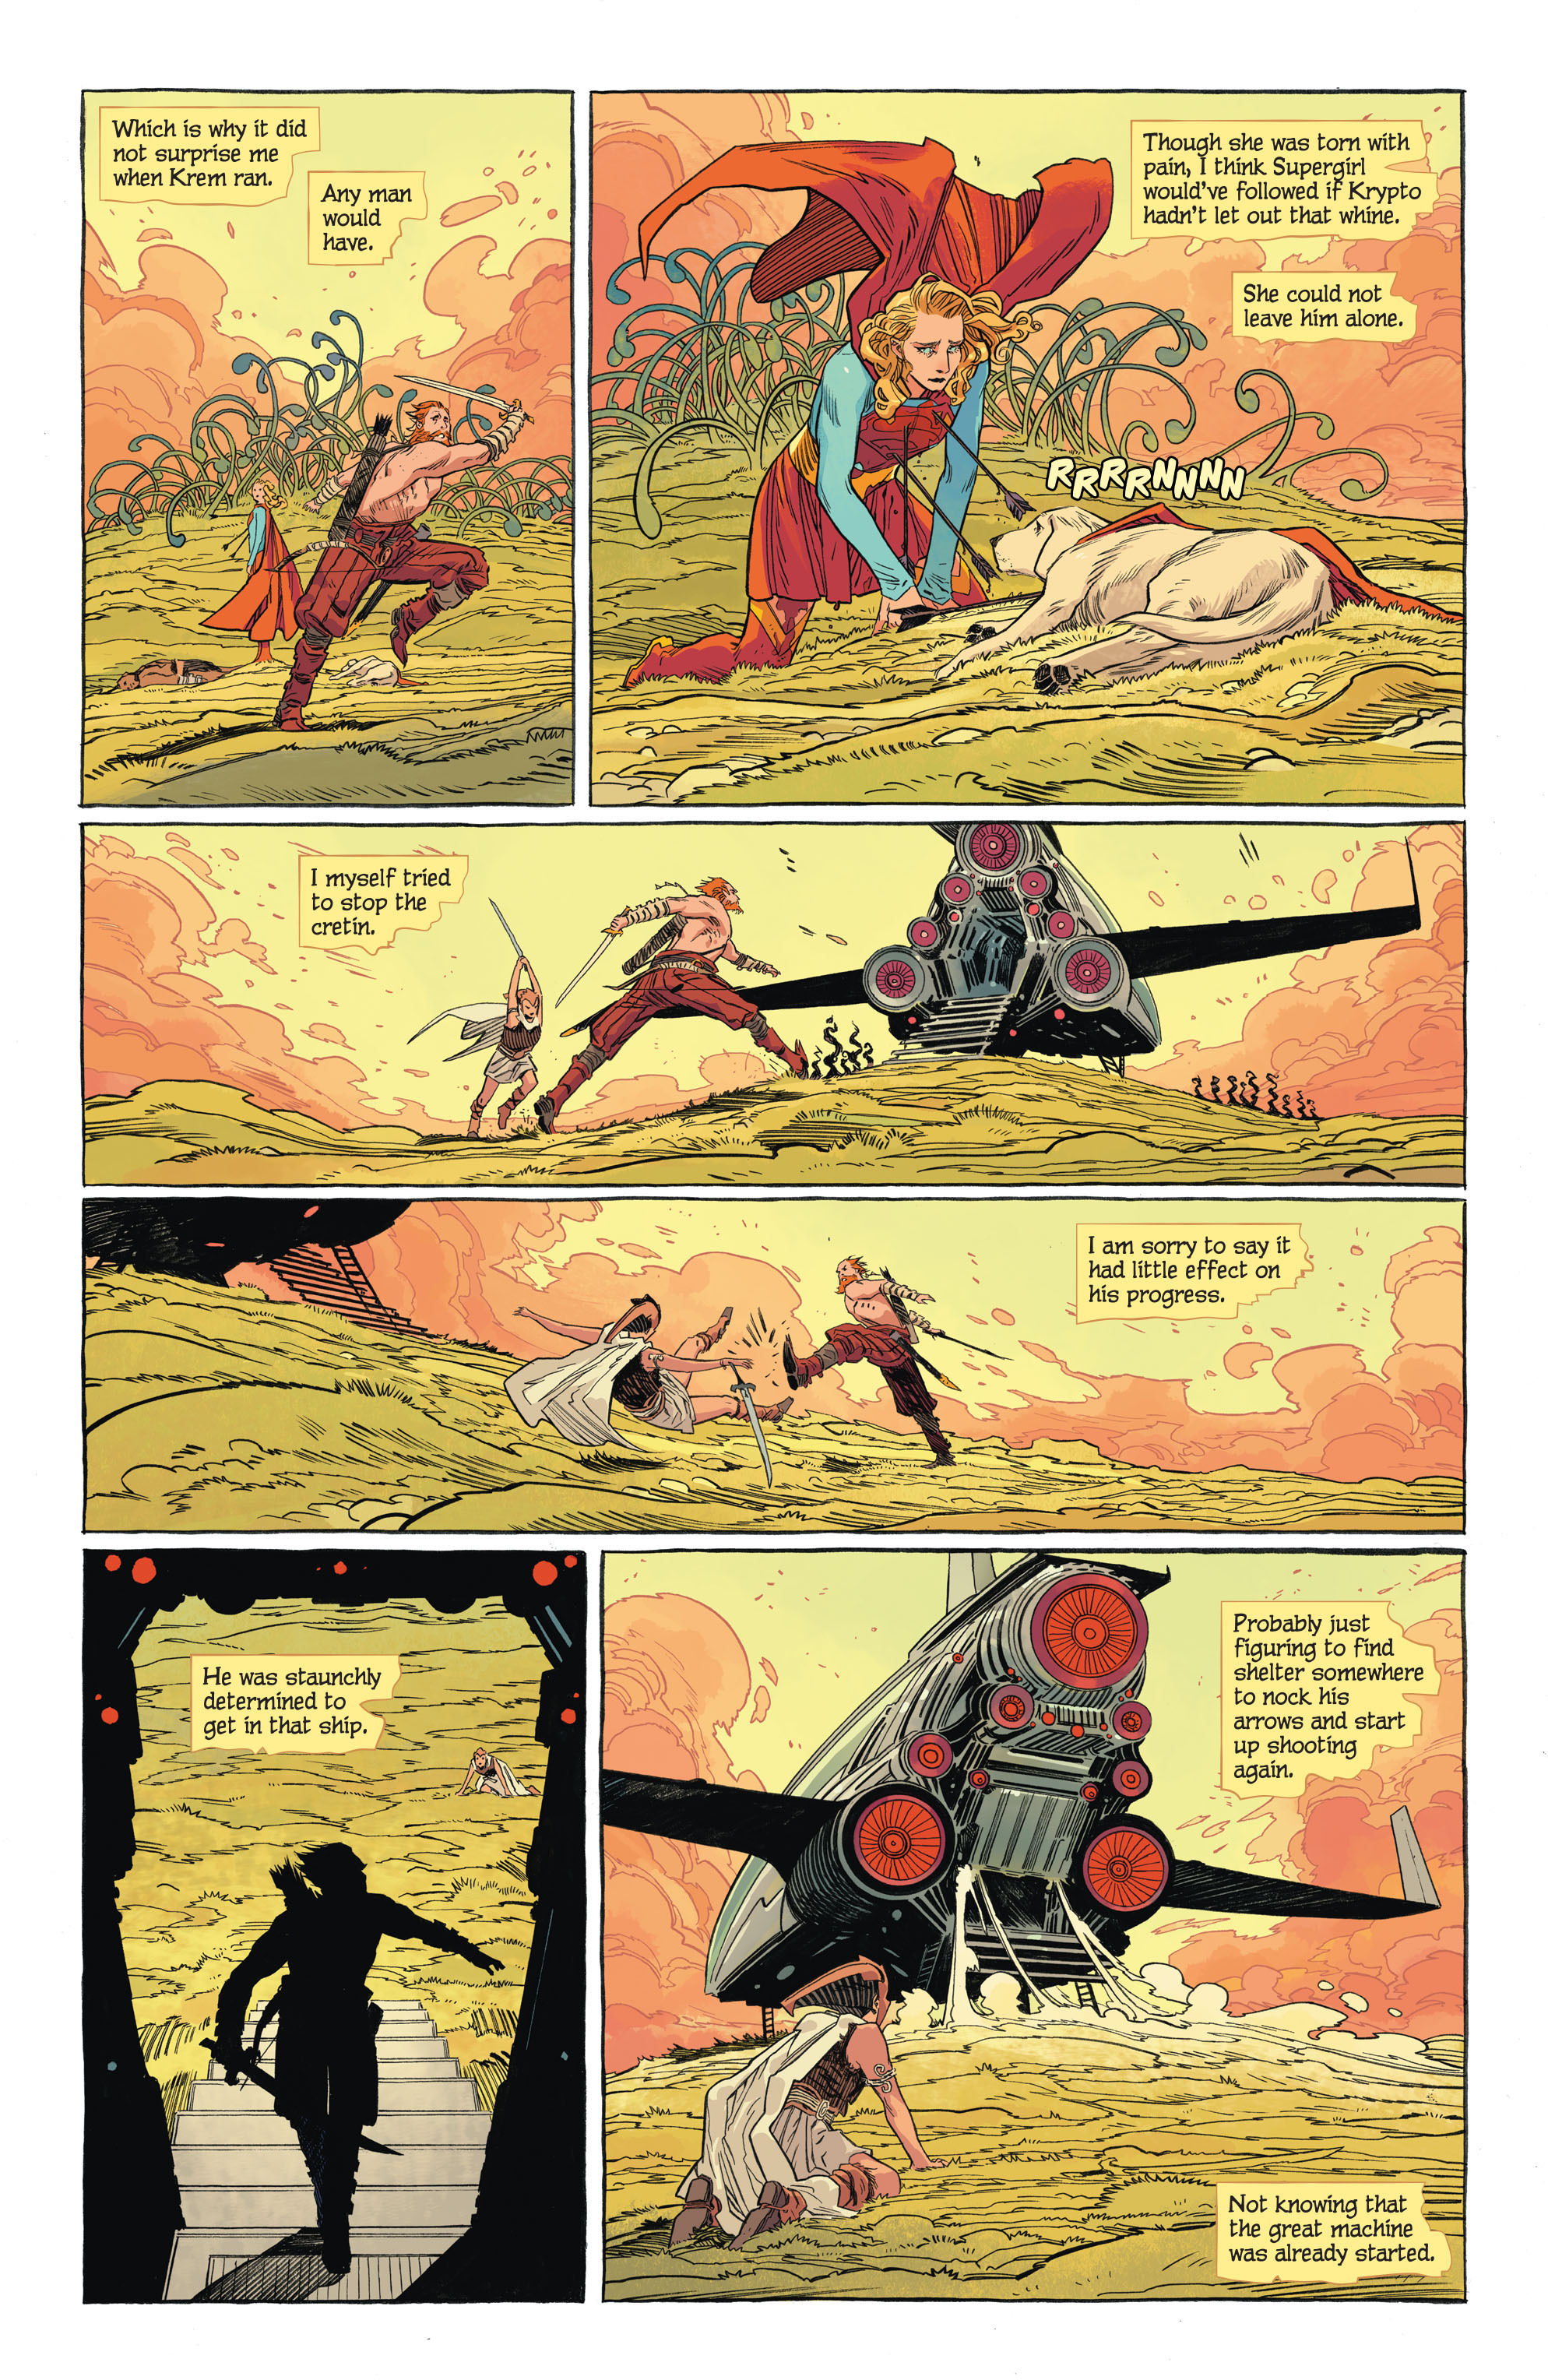 Which is why it did
not surprise me
when Krem ran.
Any man
would
have.
Though she was torn with
pain, I think Supergirl
would've followed if Krypto
hadn't let out that whine.
She could not
leave him alone.
RRRRNNNN
I myself tried
to stop the
cretin.
I am sorry to say it
had little effect on
his progress.
He was staunchly
determined to
get in that ship.
Probably just
figuring to find
shelter somewhere
to nock his
arrows and start
up shooting
again.
Not knowing that
the great machine
was already started.